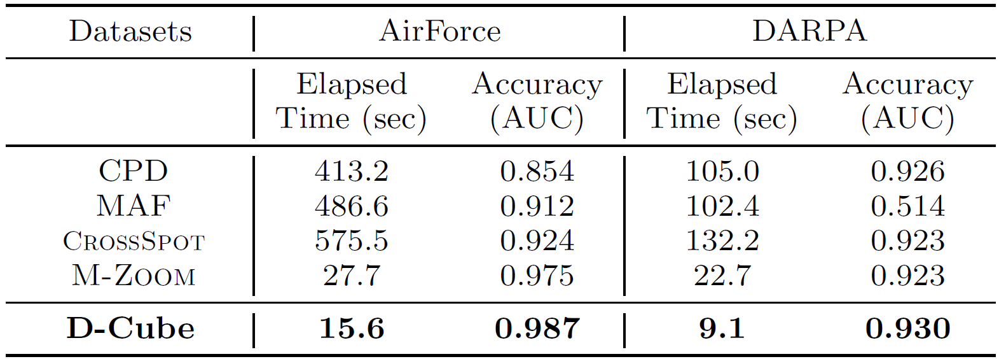 Datasets AirForce DARPA
Elapsed Accuracy Elapsed Accuracy
Time (sec) (AUC) Time (sec) (AUC)
CPD 413.2 0.854 105.0 0.926
MAF 486.6 0.912 102.4 0.514
CROSSSPOT 575.5 0.924 132.2 0.923
M-ZOOM 27.7 0.975 22.7 0.923
D-Cube 15.6 0.987 9.1 0.930